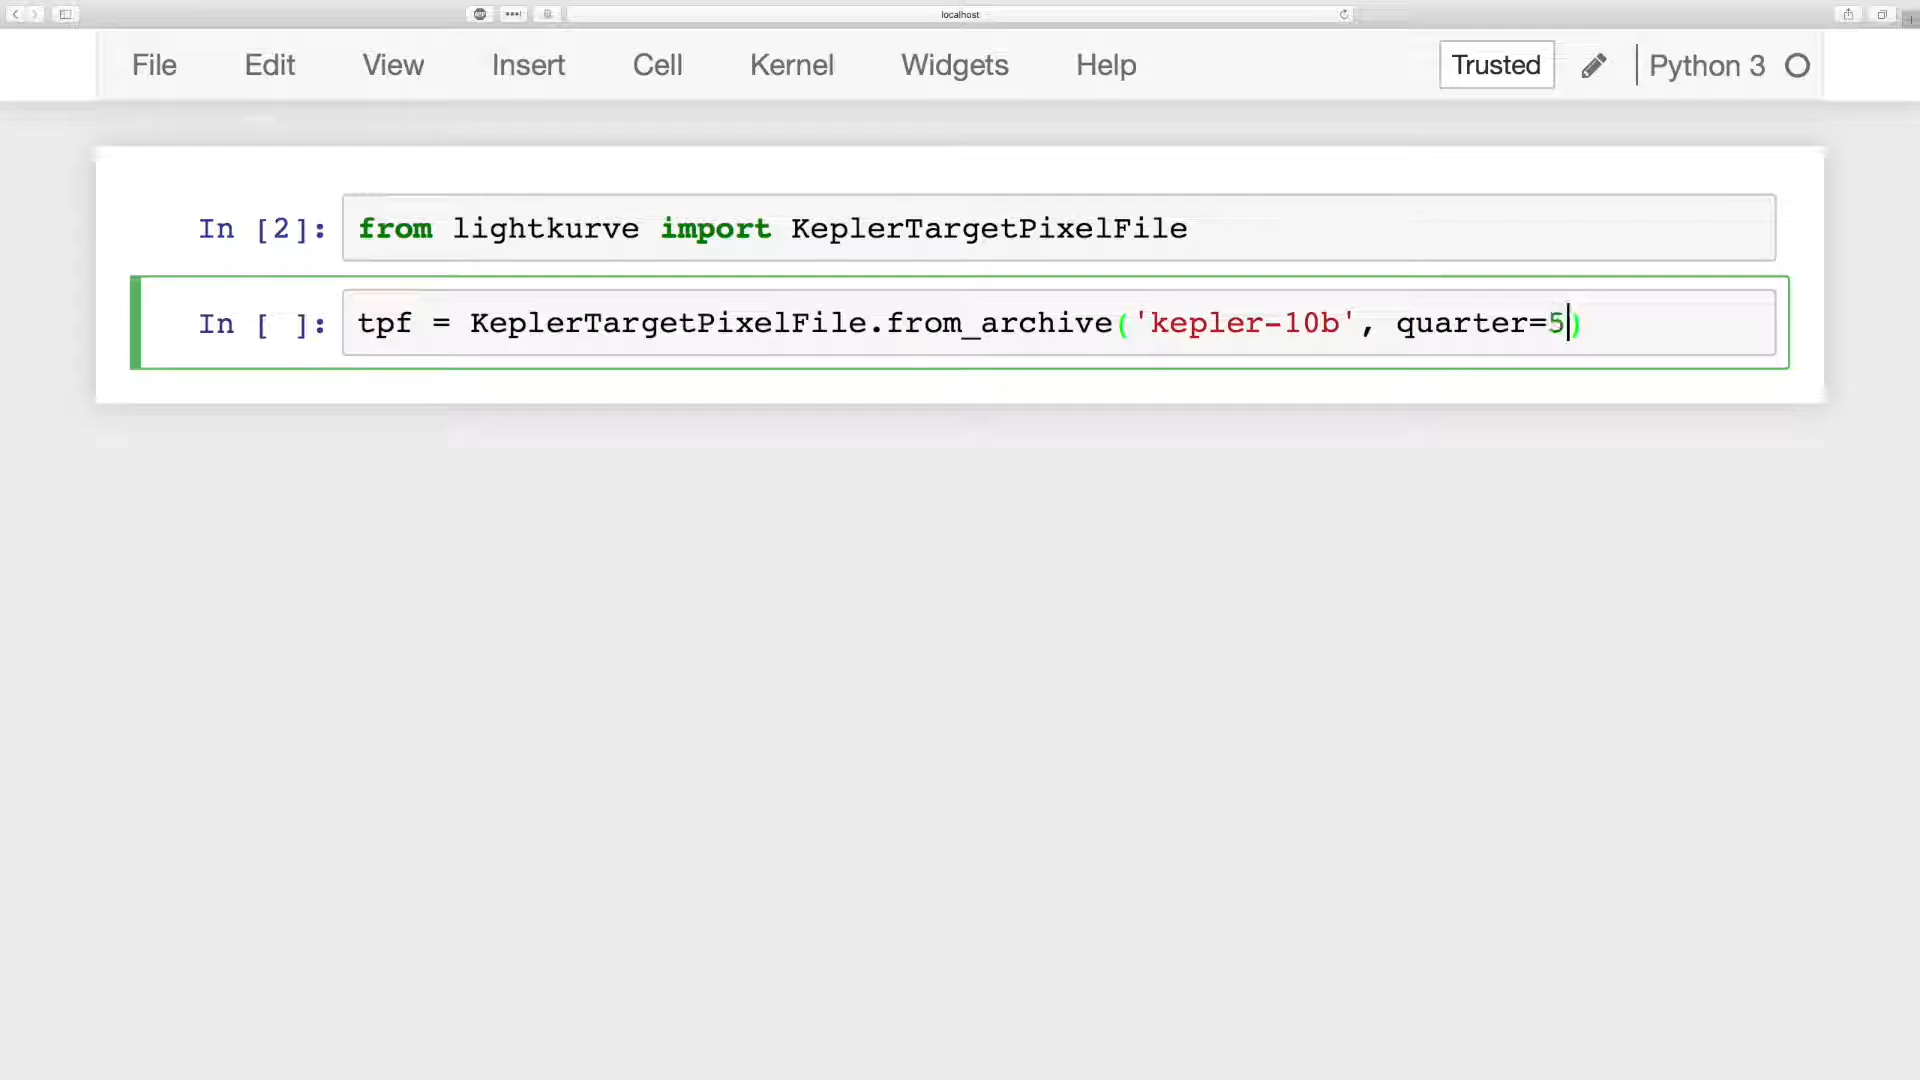 localhost
File Edit View Insert Cell Kernel Widgets Help Trusted Python 3
In [2]: from lightkurve import KeplerTargetPixelFile
In [ ]: tpf = KeplerTargetPixelFile.from_archive('kepler-10b', quarter=5)